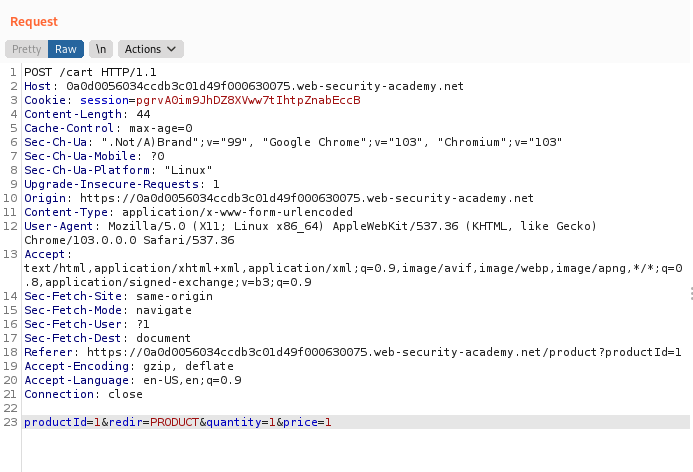 Request
Pretty Raw \n Actions
1 POST /cart HTTP/1.1
2 Host: 0a0d0056034ccdb3c01d49f000630075.web-security-academy.net
3 Cookie: session=pgrvA0im9JhDZ8XVww7tIhtpZnabEccB
4 Content-Length: 44
5 Cache-Control: max-age=0
6 Sec-Ch-Ua: ".Not/A)Brand";v="99", "Google Chrome";v="103", "Chromium";v="103"
7 Sec-Ch-Ua-Mobile: ?0
8 Sec-Ch-Ua-Platform: "Linux"
9 Upgrade-Insecure-Requests: 1
10 Origin: https://0a0d0056034ccdb3c01d49f000630075.web-security-academy.net
11 Content-Type: application/x-www-form-urlencoded
12 User-Agent: Mozilla/5.0 (X11; Linux x86_64) AppleWebKit/537.36 (KHTML, like Gecko)
Chrome/103.0.0.0 Safari/537.36
13 Accept:
text/html,application/xhtml+xml,application/xml;q=0.9,image/avif,image/webp,image/apng,*/*;q=0
.8,application/signed-exchange;v=b3;q=0.9
14 Sec-Fetch-Site: same-origin
15 Sec-Fetch-Mode: navigate
16 Sec-Fetch-User: ?1
17 Sec-Fetch-Dest: document
18 Referer: https://0a0d0056034ccdb3c01d49f000630075.web-security-academy.net/product?productId=1
19 Accept-Encoding: gzip, deflate
20 Accept-Language: en-US,en;q=0.9
21 Connection: close
22
23 productId=1&redir=PRODUCT&quantity=1&price=1